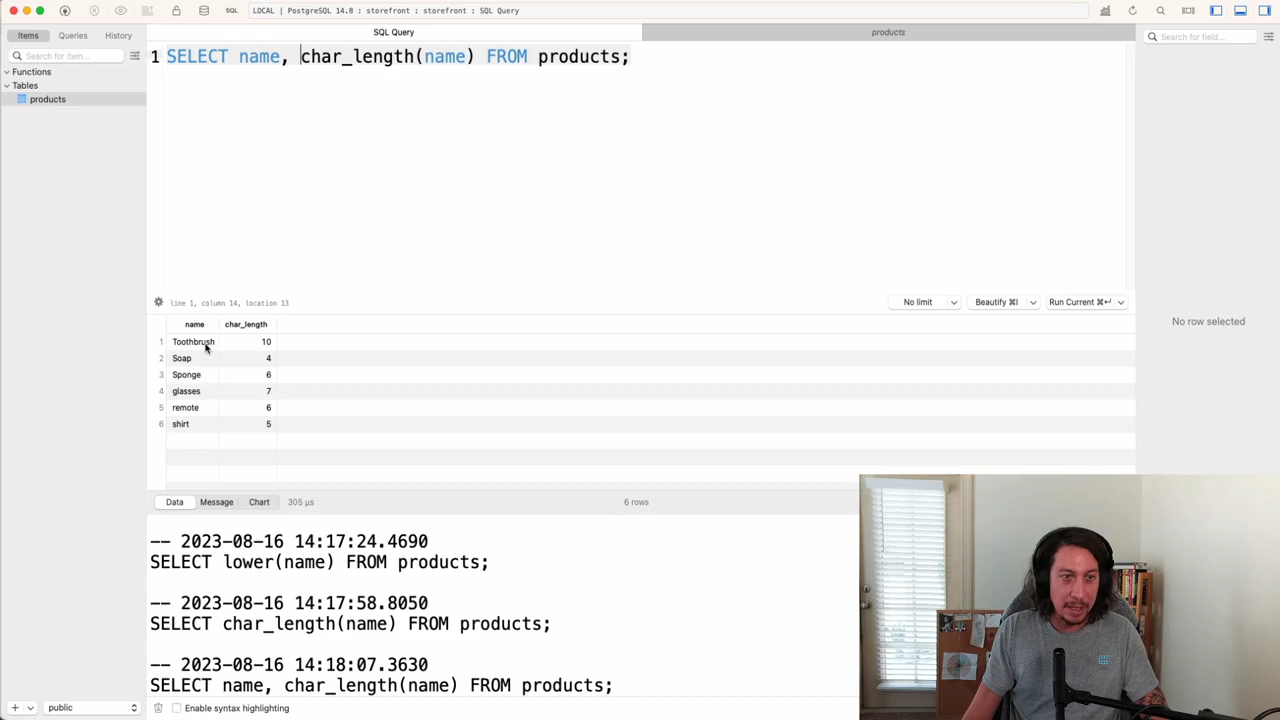 SQL LOCAL | PostgreSQL 14.8 : storefront : storefront : SQL Query
Items Queries History
SQL Query
products
Search for item...
Search for field...
Functions
Tables
products
1 SELECT name, char_length(name) FROM products;
line 1, column 14, location 13
No limit
Beautify ⌘I
Run Current ⌘↵
No row selected
name char_length
1 Toothbrush 10
2 Soap 4
3 Sponge 6
4 glasses 7
5 remote 6
6 shirt 5
Data Message Chart 305 µs 6 rows
-- 2023-08-16 14:17:24.4690
SELECT lower(name) FROM products;
-- 2023-08-16 14:17:58.8050
SELECT char_length(name) FROM products;
-- 2023-08-16 14:18:07.3630
SELECT name, char_length(name) FROM products;
public
Enable syntax highlighting